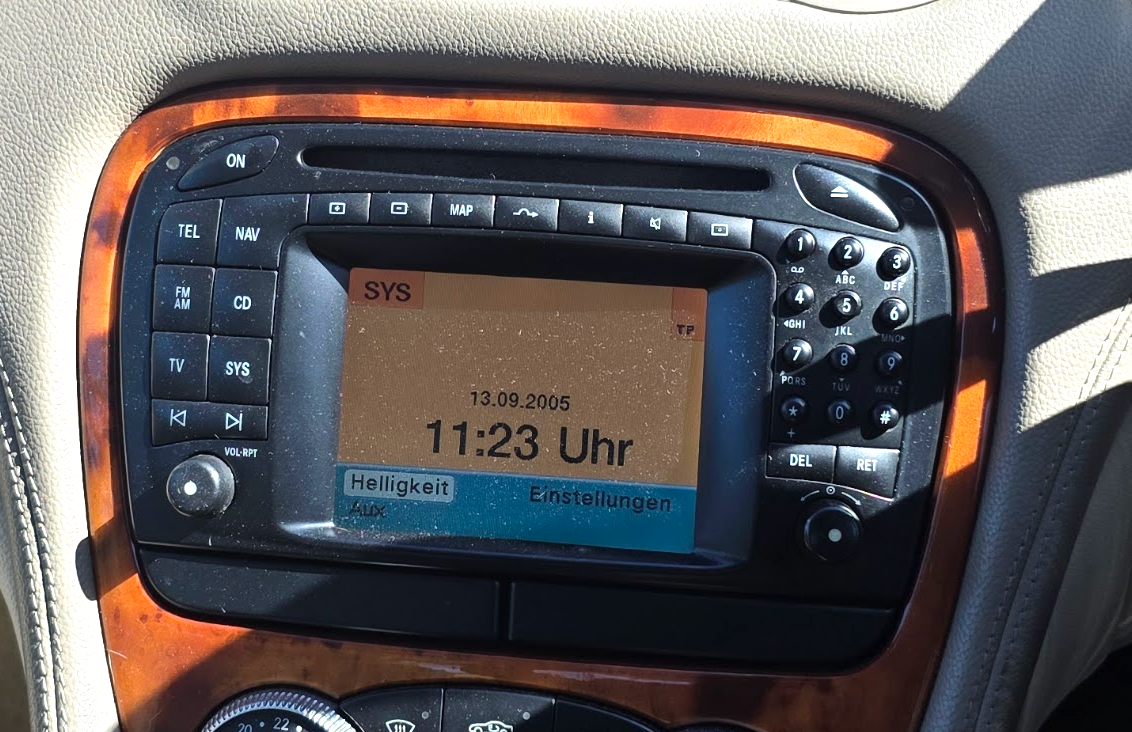 ON
MAP
i
TEL NAV
FM
AM
CD
TV SYS
VOL·RPT
SYS
TP
13.09.2005
11:23 Uhr
Helligkeit Einstellungen
Aux
1 2 3
ABC DEF
4 5 6
GHI JKL MNO
7 8 9
PQRS TUV WXYZ
* 0 #
+
DEL RET
20 22